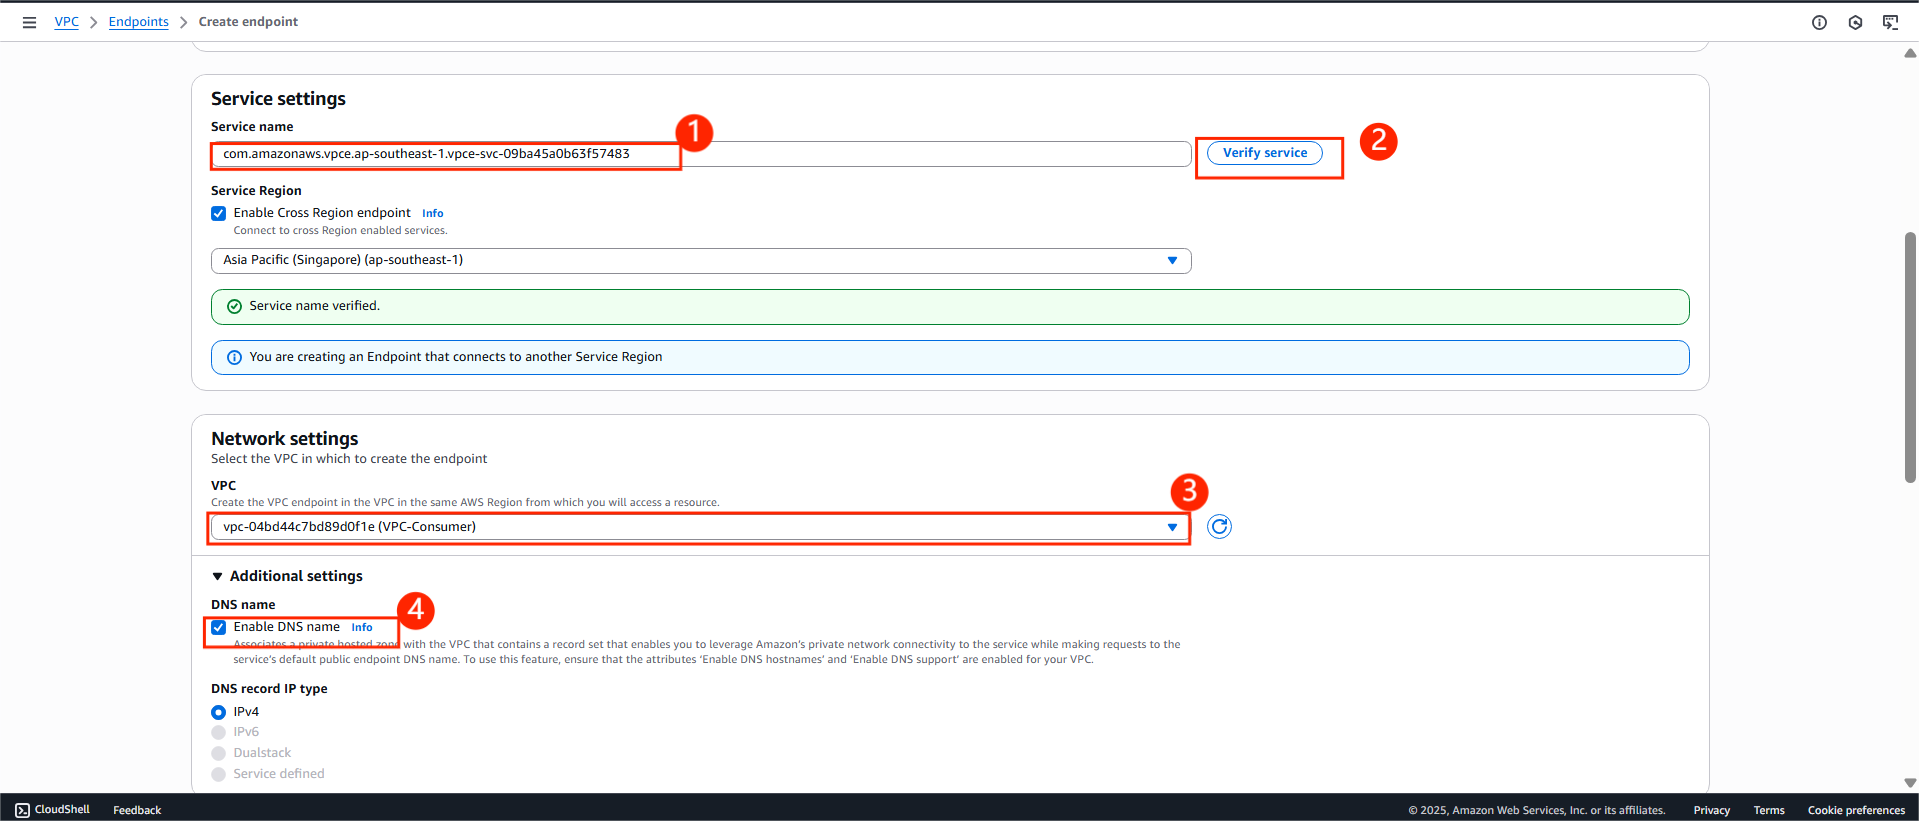 VPC > Endpoints > Create endpoint
Service settings
Service name
1
com.amazonaws.vpce.ap-southeast-1.vpce-svc-09ba45a0b63f57483
Verify service
2
Service Region
Enable Cross Region endpoint Info
Connect to cross Region enabled services.
Asia Pacific (Singapore) (ap-southeast-1)
Service name verified.
You are creating an Endpoint that connects to another Service Region
Network settings
Select the VPC in which to create the endpoint
VPC
3
Create the VPC endpoint in the VPC in the same AWS Region from which you will access a resource.
vpc-04bd44c7bd89d0f1e (VPC-Consumer)
Additional settings
DNS name
4
Enable DNS name Info
Associates a private hosted zone with the VPC that contains a record set that enables you to leverage Amazon's private network connectivity to the service while making requests to the
service's default public endpoint DNS name. To use this feature, ensure that the attributes 'Enable DNS hostnames' and 'Enable DNS support' are enabled for your VPC.
DNS record IP type
IPv4
IPv6
Dualstack
Service defined
CloudShell Feedback © 2025, Amazon Web Services, Inc. or its affiliates. Privacy Terms Cookie preferences